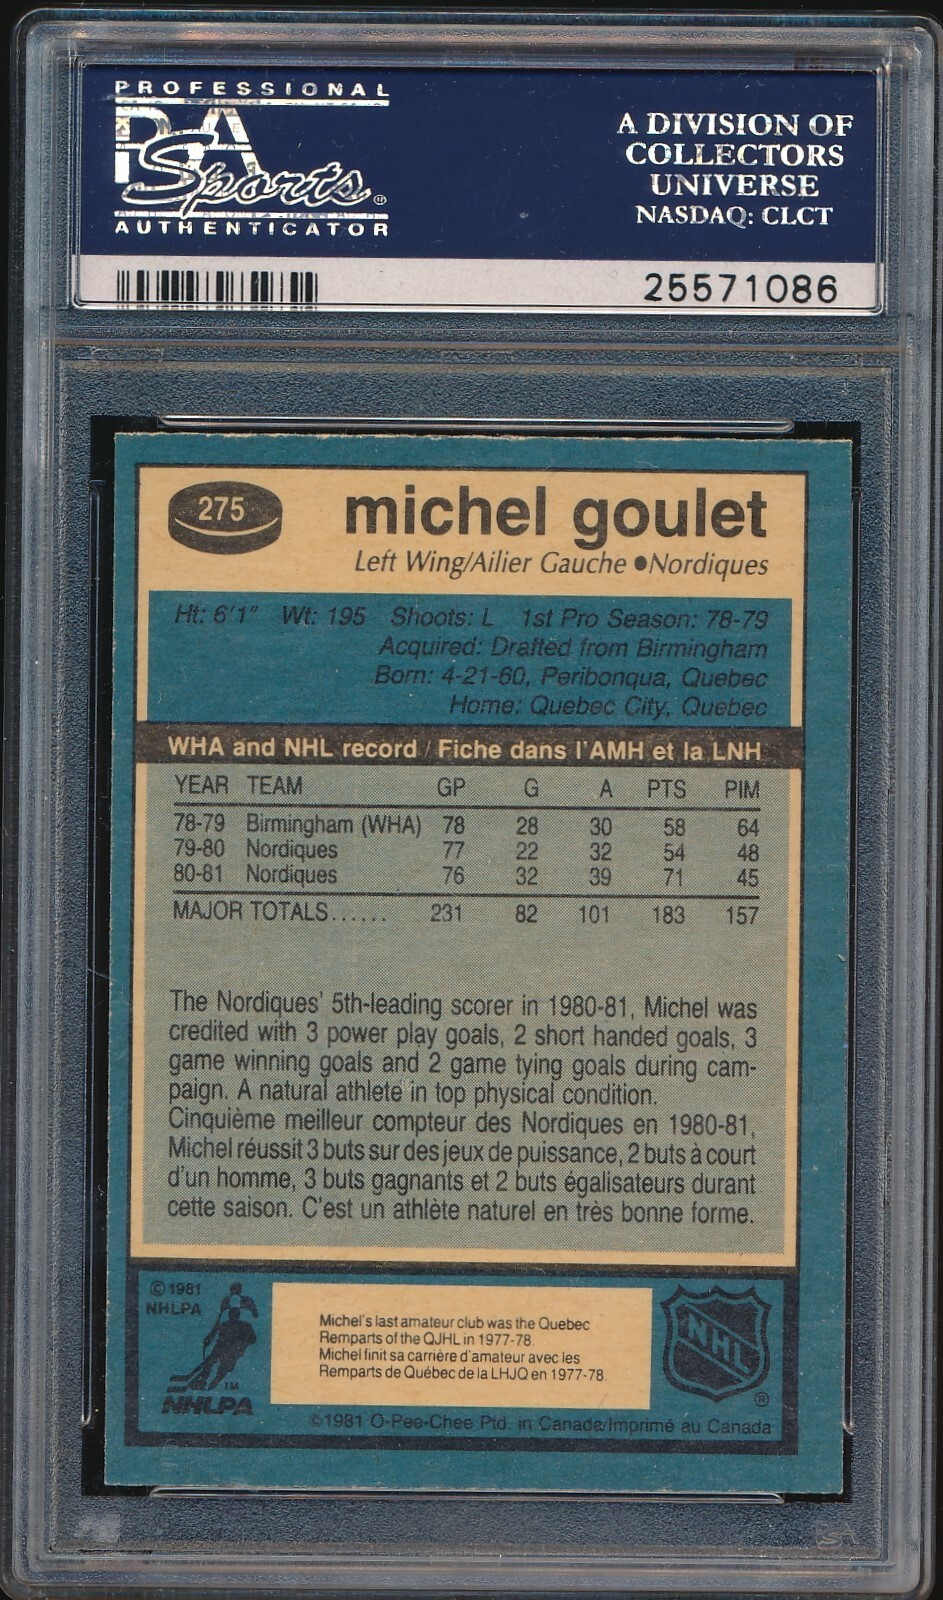 PROFESSIONAL
PSA
Sports®
AUTHENTICATOR
A DIVISION OF
COLLECTORS
UNIVERSE
NASDAQ: CLCT
25571086
275
michel goulet
Left Wing/Ailier Gauche ●Nordiques
Ht: 6'1" Wt: 195 Shoots: L 1st Pro Season: 78-79
Acquired: Drafted from Birmingham
Born: 4-21-60, Peribonqua, Quebec
Home: Quebec City, Quebec
WHA and NHL record / Fiche dans l'AMH et la LNH
YEAR TEAM GP G A PTS PIM
78-79 Birmingham (WHA) 78 28 30 58 64
79-80 Nordiques 77 22 32 54 48
80-81 Nordiques 76 32 39 71 45
MAJOR TOTALS...... 231 82 101 183 157
The Nordiques' 5th-leading scorer in 1980-81, Michel was
credited with 3 power play goals, 2 short handed goals, 3
game winning goals and 2 game tying goals during cam-
paign. A natural athlete in top physical condition.
Cinquième meilleur compteur des Nordiques en 1980-81,
Michel réussit 3 buts sur des jeux de puissance, 2 buts à court
d'un homme, 3 buts gagnants et 2 buts égalisateurs durant
cette saison. C'est un athlète naturel en très bonne forme.
© 1981
NHLPA
TM
NHLPA
Michel's last amateur club was the Quebec
Remparts of the QJHL in 1977-78.
Michel finit sa carrière d'amateur avec les
Remparts de Québec de la LHJQ en 1977-78.
NHL
®
©1981 O-Pee-Chee Ptd. in Canada/Imprimé au Canada